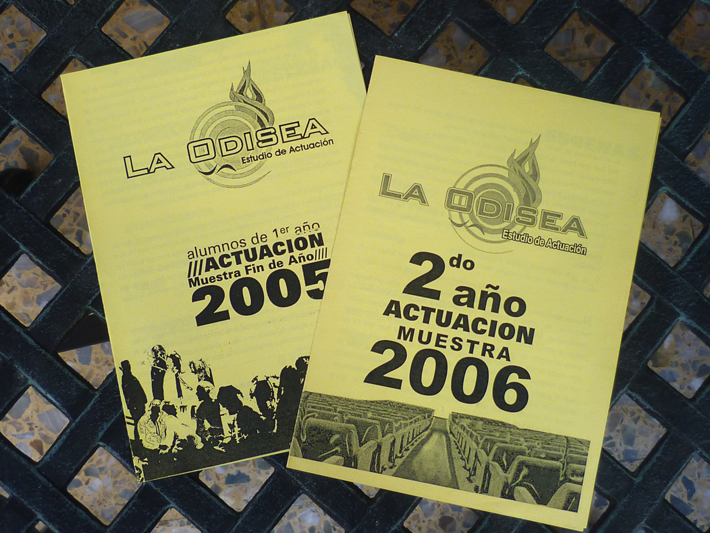 LA ODISEA
Estudio de Actuación
alumnos de 1er año
///ACTUACION
Muestra Fin de Año////
2005
LA ODISEA
Estudio de Actuación
2do año
ACTUACION
MUESTRA
2006